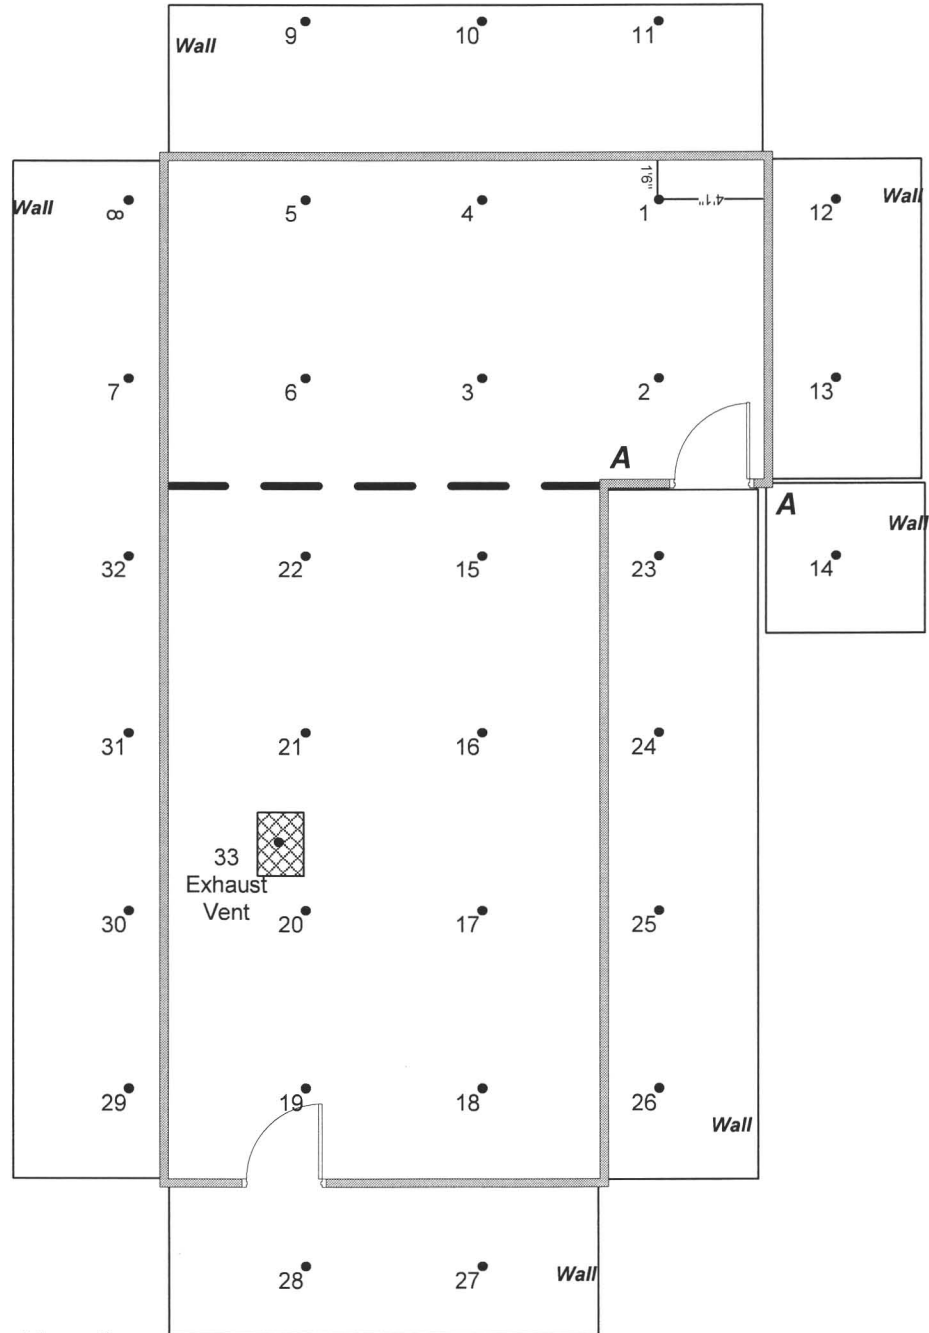 9 10 11
Wall
8 5 4 1 1'6" 4'1" 12
Wall Wall
7 6 3 2 13
A
A
Wall
32 22 15 23 14
31 21 16 24
33
Exhaust
Vent
30 20 17 25
29 19 18 26
Wall
28 27 Wall